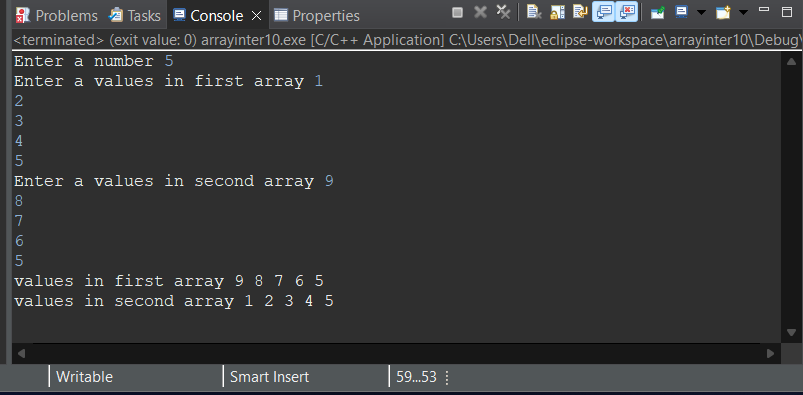 Problems Tasks Console Properties
<terminated> (exit value: 0) arrayinter10.exe [C/C++ Application] C:\Users\Dell\eclipse-workspace\arrayinter10\Debug\
Enter a number 5
Enter a values in first array 1
2
3
4
5
Enter a values in second array 9
8
7
6
5
values in first array 9 8 7 6 5
values in second array 1 2 3 4 5
Writable Smart Insert 59...53